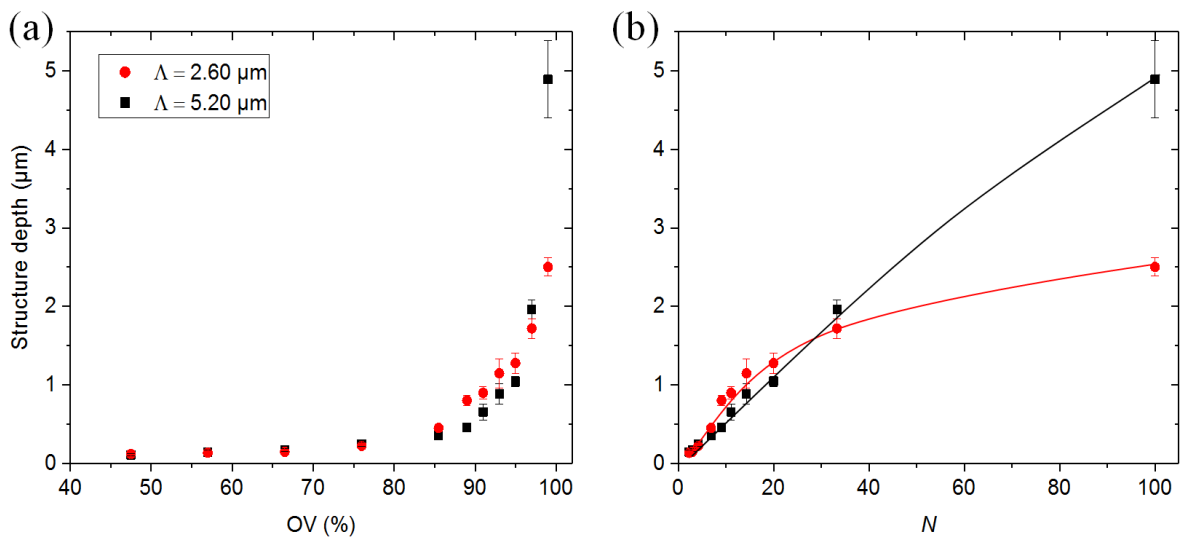 (a)
Λ = 2.60 μm
Λ = 5.20 μm
Structure depth (μm)
5
4
3
2
1
0
40 50 60 70 80 90 100
OV (%)
(b)
5
4
3
2
1
0
0 20 40 60 80 100
N